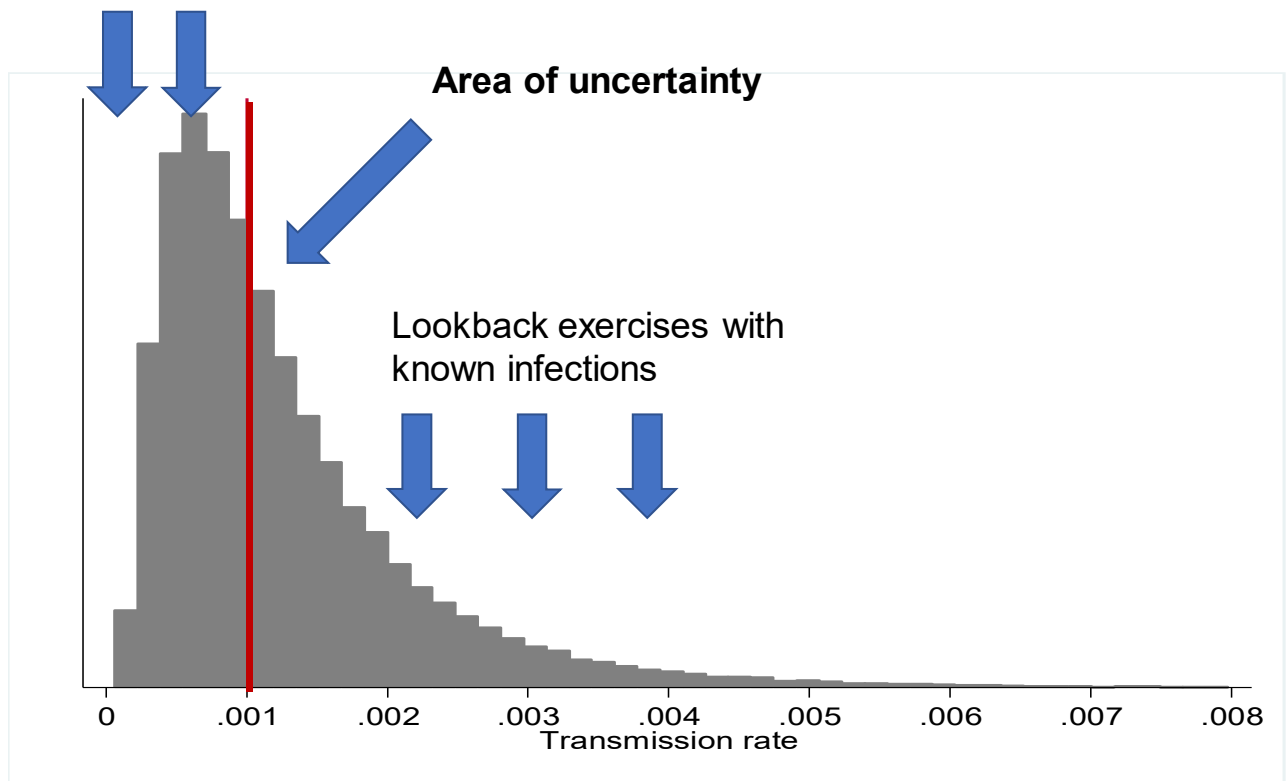 Area of uncertainty
Lookback exercises with
known infections
0 .001 .002 .003 .004 .005 .006 .007 .008
Transmission rate